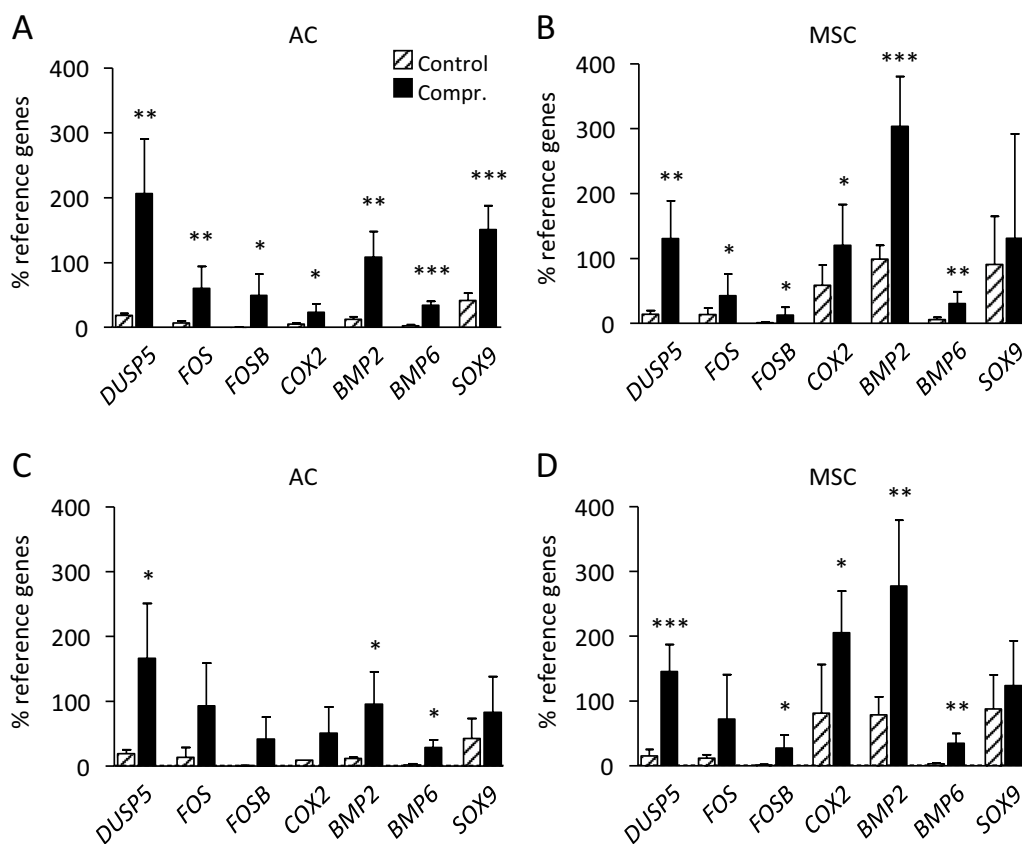 A
AC
Control
Compr.
% reference genes
400
300
200
100
0
** ** * * ** *** ***
DUSP5 FOS FOSB COX2 BMP2 BMP6 SOX9
B
MSC
% reference genes
400
300
200
100
0
** * * * *** **
DUSP5 FOS FOSB COX2 BMP2 BMP6 SOX9
C
AC
% reference genes
400
300
200
100
0
* * *
DUSP5 FOS FOSB COX2 BMP2 BMP6 SOX9
D
MSC
% reference genes
400
300
200
100
0
*** * * ** **
DUSP5 FOS FOSB COX2 BMP2 BMP6 SOX9